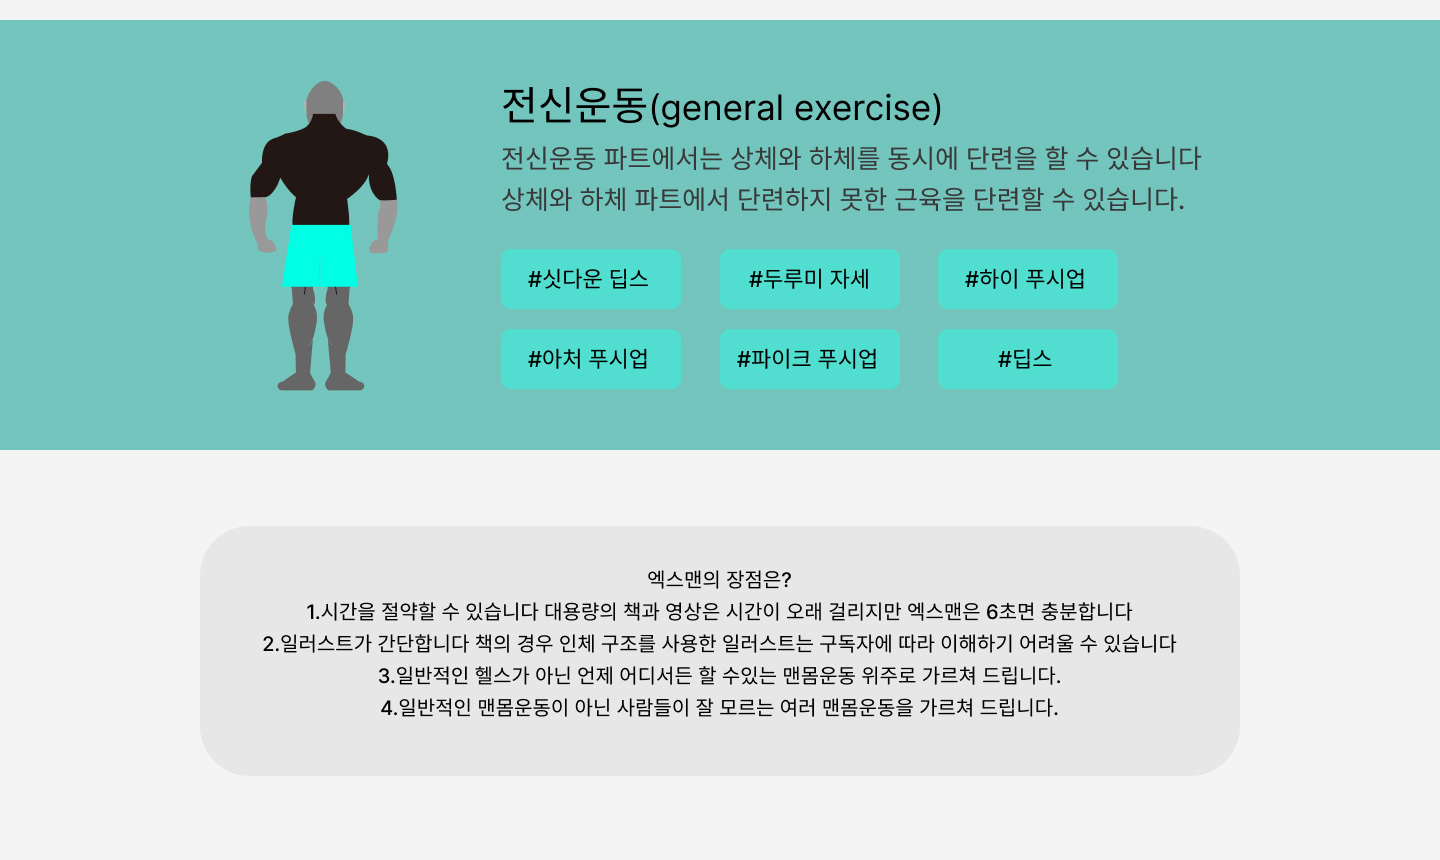 전신운동(general exercise)
전신운동 파트에서는 상체와 하체를 동시에 단련을 할 수 있습니다
상체와 하체 파트에서 단련하지 못한 근육을 단련할 수 있습니다.
#싯다운 딥스 #두루미 자세 #하이 푸시업
#아처 푸시업 #파이크 푸시업 #딥스
엑스맨의 장점은?
1.시간을 절약할 수 있습니다 대용량의 책과 영상은 시간이 오래 걸리지만 엑스맨은 6초면 충분합니다
2.일러스트가 간단합니다 책의 경우 인체 구조를 사용한 일러스트는 구독자에 따라 이해하기 어려울 수 있습니다
3.일반적인 헬스가 아닌 언제 어디서든 할 수있는 맨몸운동 위주로 가르쳐 드립니다.
4.일반적인 맨몸운동이 아닌 사람들이 잘 모르는 여러 맨몸운동을 가르쳐 드립니다.